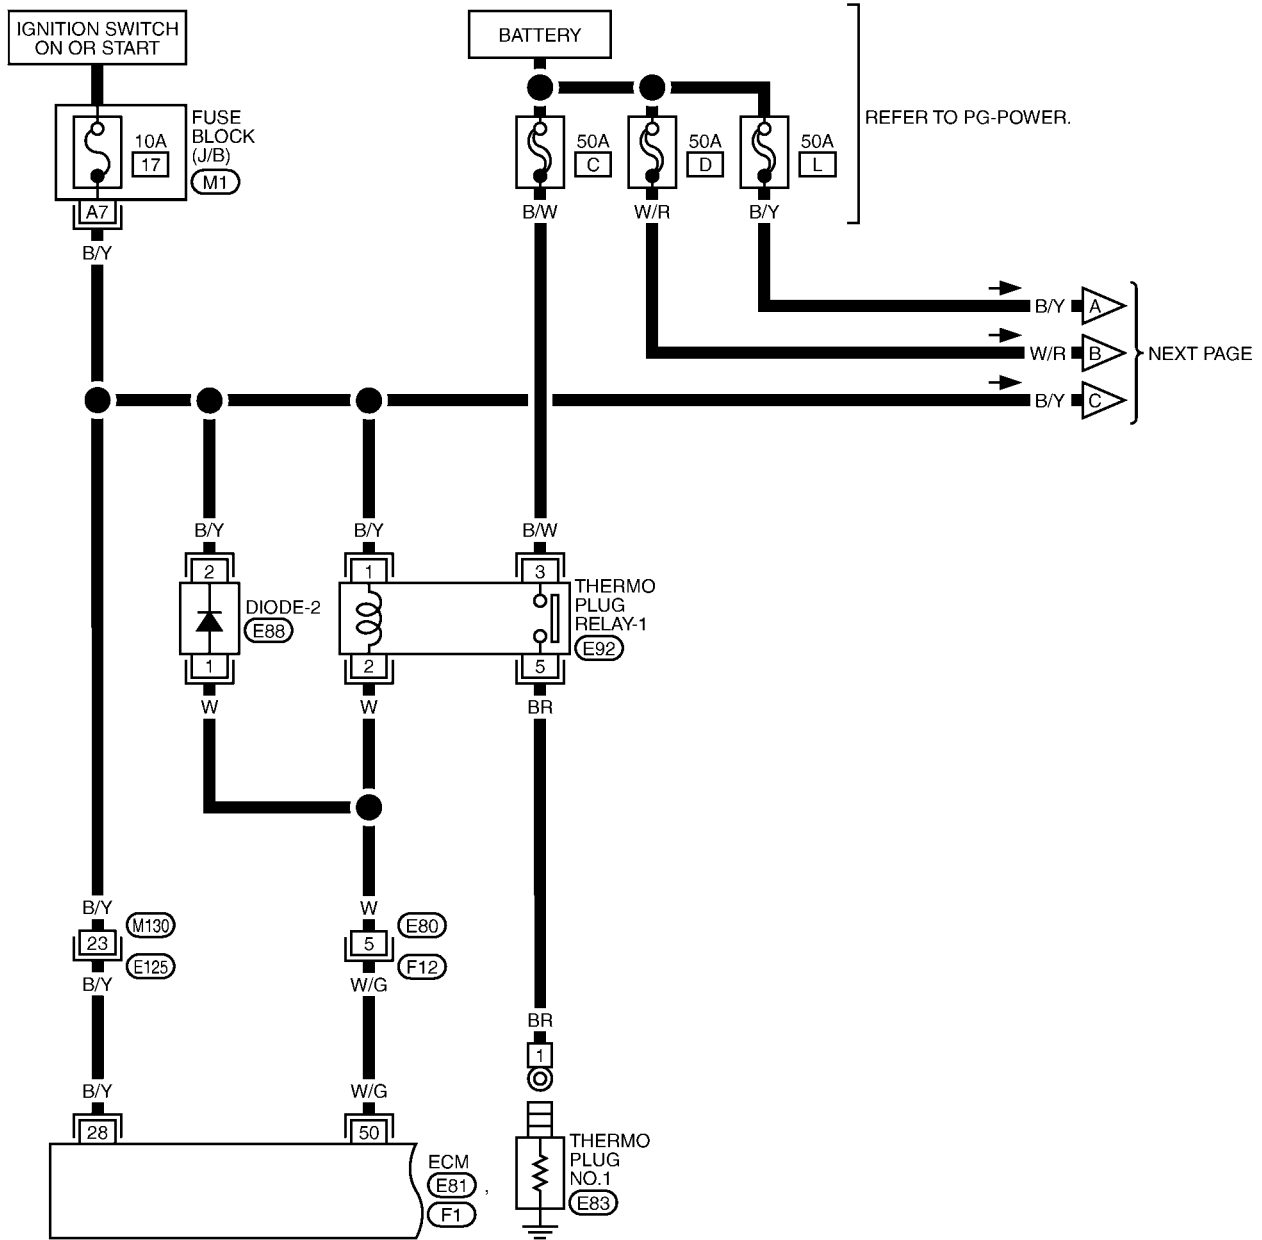 IGNITION SWITCH
ON OR START
BATTERY
FUSE
BLOCK
(J/B)
M1
10A
17
A7
B/Y
50A
C
50A
D
50A
L
REFER TO PG-POWER.
B/W
W/R
B/Y
B/Y
A
W/R
B
B/Y
C
NEXT PAGE
B/Y
B/Y
B/W
2
1
3
DIODE-2
E88
THERMO
PLUG
RELAY-1
E92
1
2
5
W
W
BR
B/Y
W
M130
E80
23
5
E125
F12
B/Y
W/G
BR
1
B/Y
W/G
28
50
ECM
E81 ,
F1
THERMO
PLUG
NO.1
E83